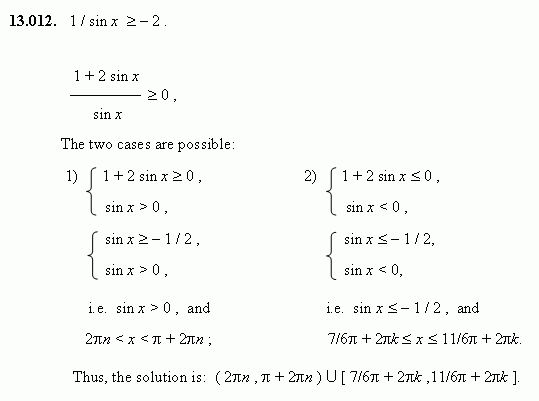 13.012. 1 / sin x ≥ – 2 .
1 + 2 sin x
≥ 0 ,
sin x
The two cases are possible:
1) { 1 + 2 sin x ≥ 0 ,
sin x > 0 ,
{ sin x ≥ – 1 / 2 ,
sin x > 0 ,
i.e. sin x > 0 , and
2πn < x < π + 2πn ;
2) { 1 + 2 sin x ≤ 0 ,
sin x < 0 ,
{ sin x ≤ – 1 / 2,
sin x < 0,
i.e. sin x ≤ – 1 / 2 , and
7/6π + 2πk ≤ x ≤ 11/6π + 2πk.
Thus, the solution is: ( 2πn , π + 2πn ) U [ 7/6π + 2πk ,11/6π + 2πk ].